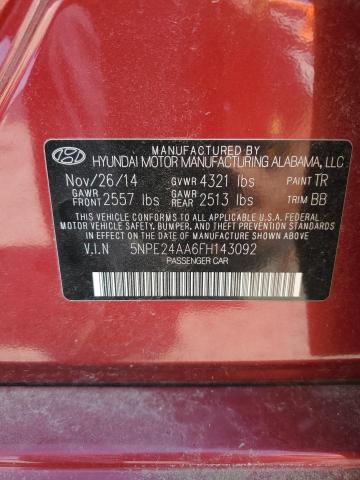 MANUFACTURED BY
HYUNDAI MOTOR MANUFACTURING ALABAMA, LLC
Nov/26/14 GVWR 4321 lbs PAINT TR
GAWR FRONT 2557 lbs GAWR REAR 2513 lbs TRIM BB
THIS VEHICLE CONFORMS TO ALL APPLICABLE U.S.A. FEDERAL
MOTOR VEHICLE SAFETY, BUMPER, AND THEFT PREVENTION
STANDARDS IN EFFECT ON THE DATE OF MANUFACTURE SHOWN ABOVE.
V.I.N 5NPE24AA6FH143092
PASSENGER CAR